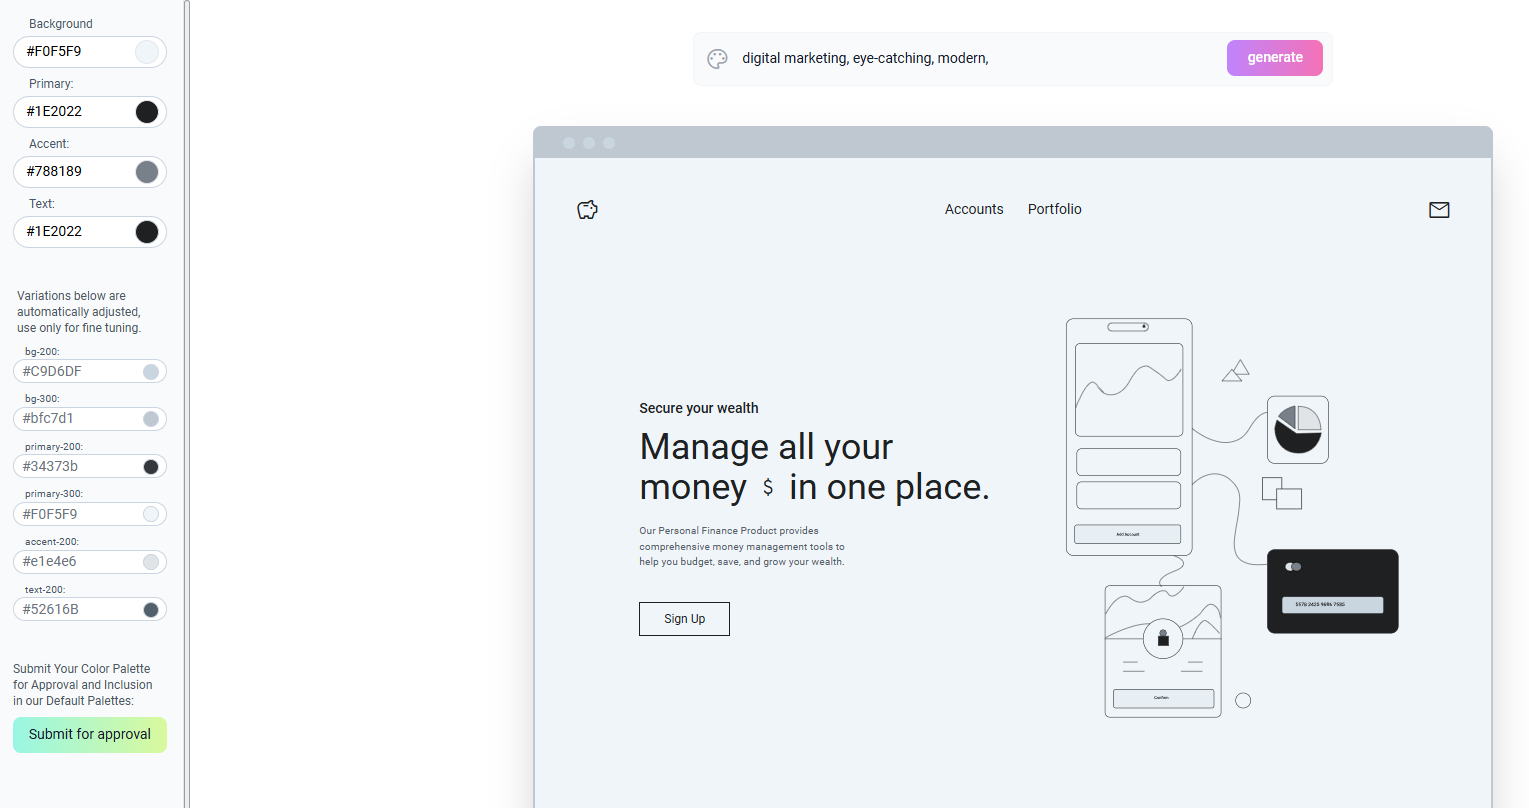 Background
#F0F5F9
Primary:
#1E2022
Accent:
#788189
Text:
#1E2022
Variations below are
automatically adjusted,
use only for fine tuning.
bg-200:
#C9D6DF
bg-300:
#bfc7d1
primary-200:
#34373b
primary-300:
#F0F5F9
accent-200:
#e1e4e6
text-200:
#52616B
Submit Your Color Palette
for Approval and Inclusion
in our Default Palettes:
Submit for approval
digital marketing, eye-catching, modern,
generate
Accounts Portfolio
Secure your wealth
Manage all your
money $ in one place.
Our Personal Finance Product provides
comprehensive money management tools to
help you budget, save, and grow your wealth.
Sign Up
Add Account
Confirm